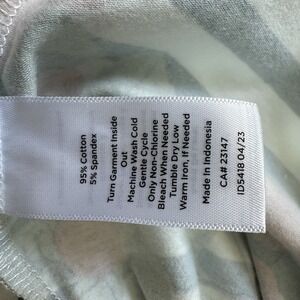 95% Cotton
5% Spandex
Turn Garment Inside
Out
Machine Wash Cold
Gentle Cycle
Only Non-Chlorine
Bleach When Needed
Tumble Dry Low
Warm Iron, If Needed
Made In Indonesia
CA# 23147
ID5418 04/23